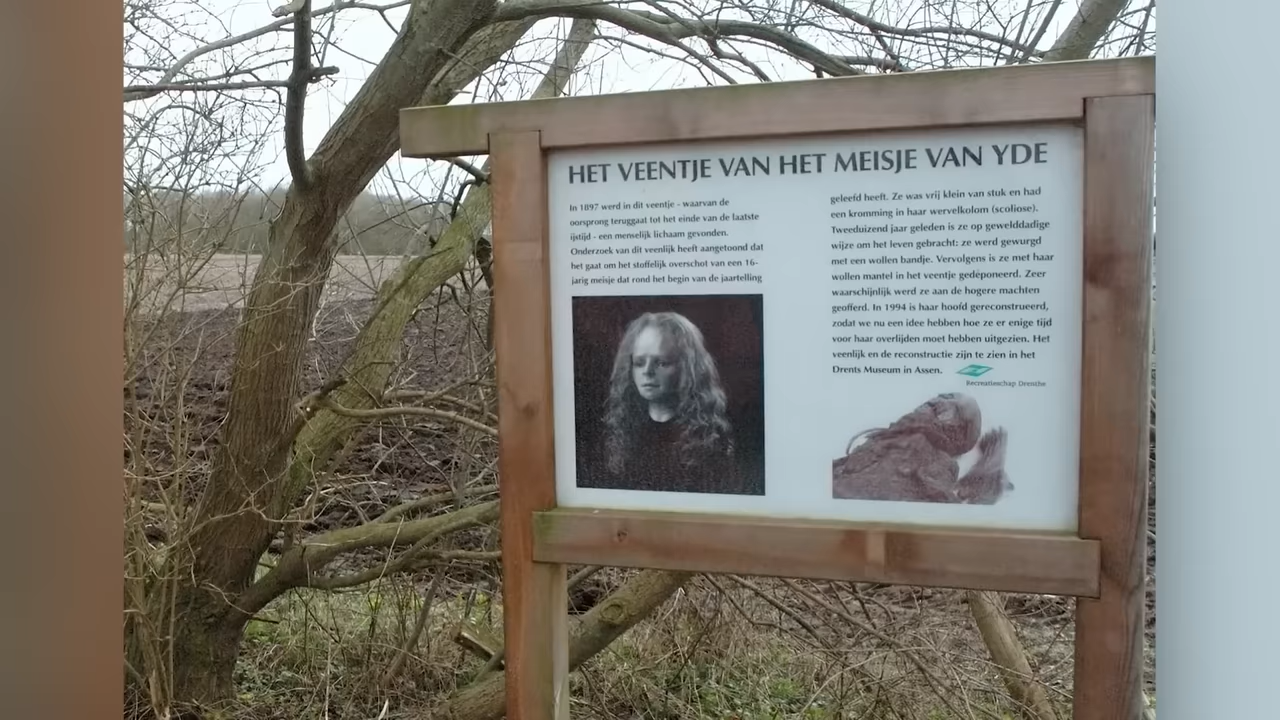 HET VEENTJE VAN HET MEISJE VAN YDE
In 1897 werd in dit veentje - waarvan de
oorsprong teruggaat tot het einde van de laatste
ijstijd - een menselijk lichaam gevonden.
Onderzoek van dit veenlijk heeft aangetoond dat
het gaat om het stoffelijk overschot van een 16-
jarig meisje dat rond het begin van de jaartelling
geleefd heeft. Ze was vrij klein van stuk en had
een kromming in haar wervelkolom (scoliose).
Tweeduizend jaar geleden is ze op gewelddadige
wijze om het leven gebracht: ze werd gewurgd
met een wollen bandje. Vervolgens is ze met haar
wollen mantel in het veentje gedeponeerd. Zeer
waarschijnlijk werd ze aan de hogere machten
geofferd. In 1994 is haar hoofd gereconstrueerd,
zodat we nu een idee hebben hoe ze er enige tijd
voor haar overlijden moet hebben uitgezien. Het
veenlijk en de reconstructie zijn te zien in het
Drents Museum in Assen.
Recreatieschap Drenthe